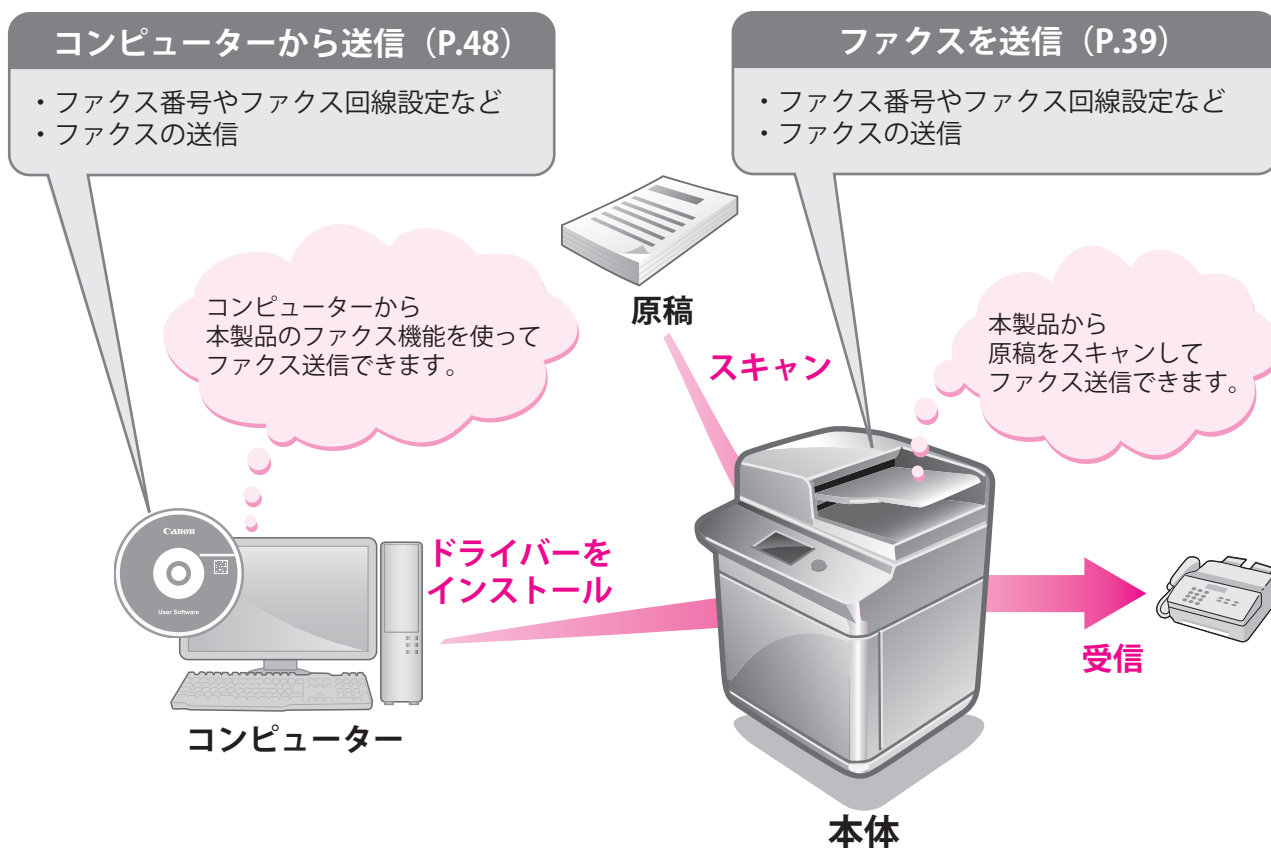 コンピューターから送信（P.48）
・ファクス番号やファクス回線設定など
・ファクスの送信
ファクスを送信（P.39）
・ファクス番号やファクス回線設定など
・ファクスの送信
コンピューターから
本製品のファクス機能を使って
ファクス送信できます。
原稿
スキャン
本製品から
原稿をスキャンして
ファクス送信できます。
Canon
User Software
ドライバーを
インストール
受信
コンピューター
本体